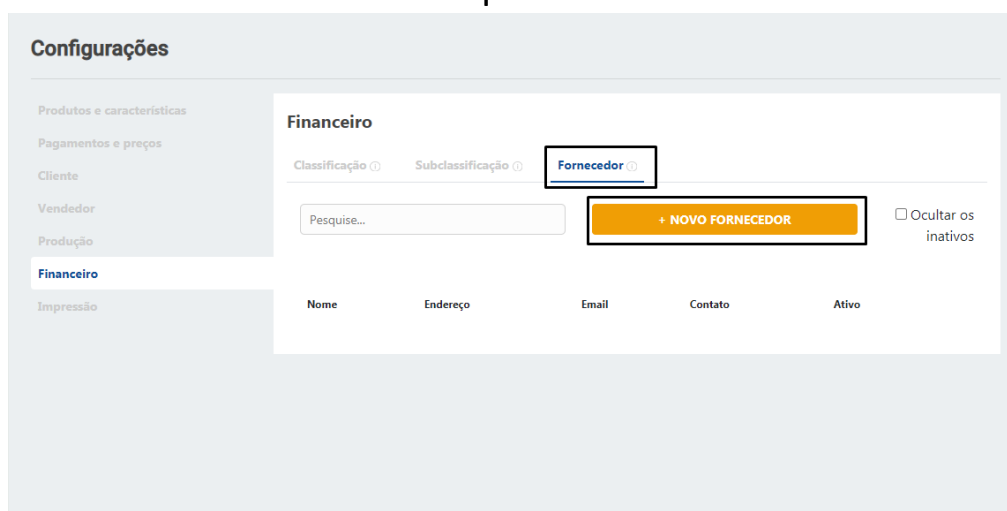 Configurações
Produtos e características
Pagamentos e preços
Cliente
Vendedor
Produção
Financeiro
Impressão
Financeiro
Classificação Subclassificação Fornecedor
Pesquise... + NOVO FORNECEDOR Ocultar os
inativos
Nome Endereço Email Contato Ativo